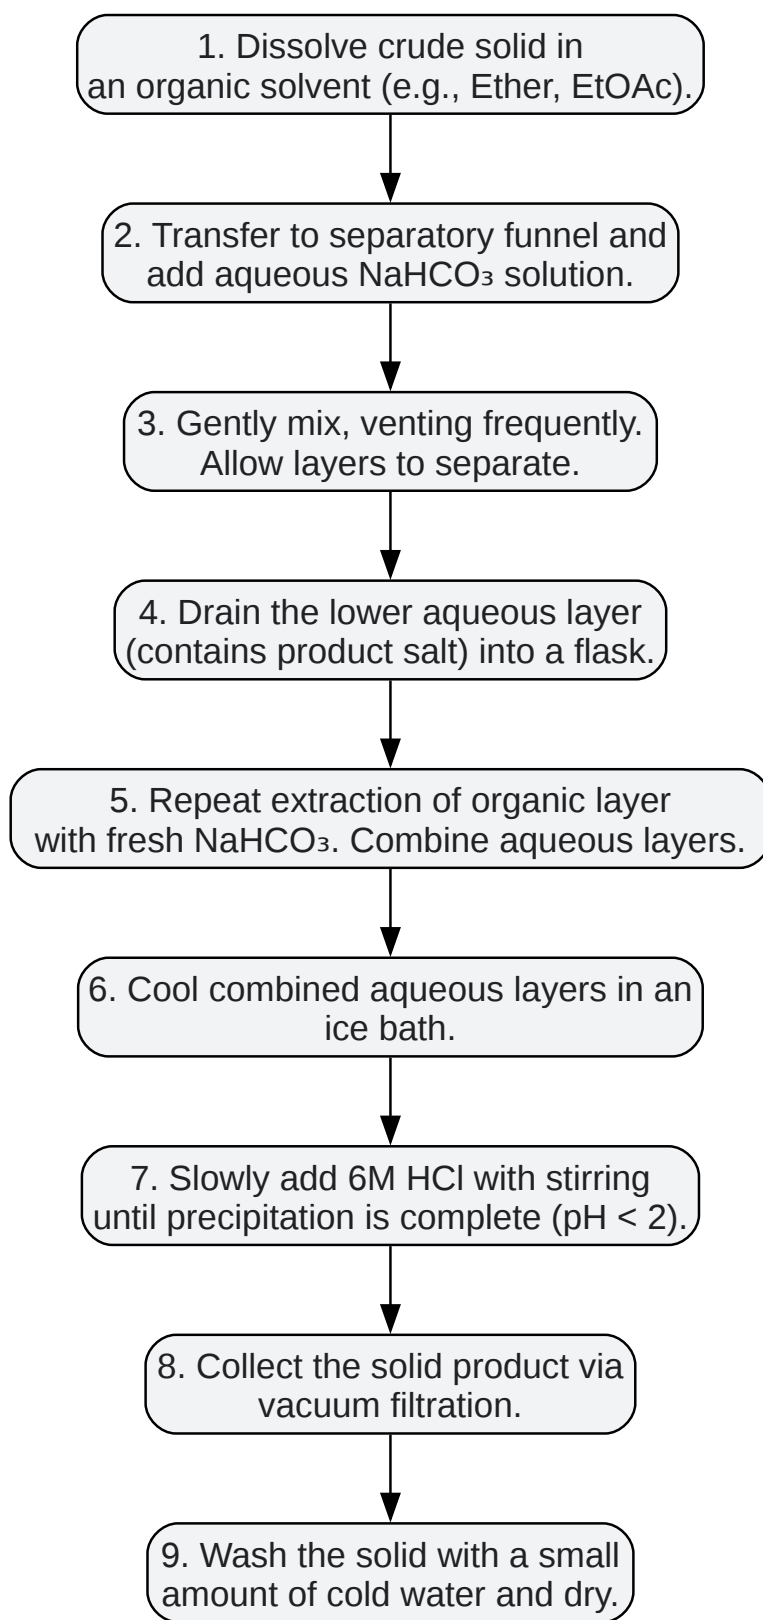 1. Dissolve crude solid in
an organic solvent (e.g., Ether, EtOAc).
2. Transfer to separatory funnel and
add aqueous NaHCO₃ solution.
3. Gently mix, venting frequently.
Allow layers to separate.
4. Drain the lower aqueous layer
(contains product salt) into a flask.
5. Repeat extraction of organic layer
with fresh NaHCO₃. Combine aqueous layers.
6. Cool combined aqueous layers in an
ice bath.
7. Slowly add 6M HCl with stirring
until precipitation is complete (pH < 2).
8. Collect the solid product via
vacuum filtration.
9. Wash the solid with a small
amount of cold water and dry.